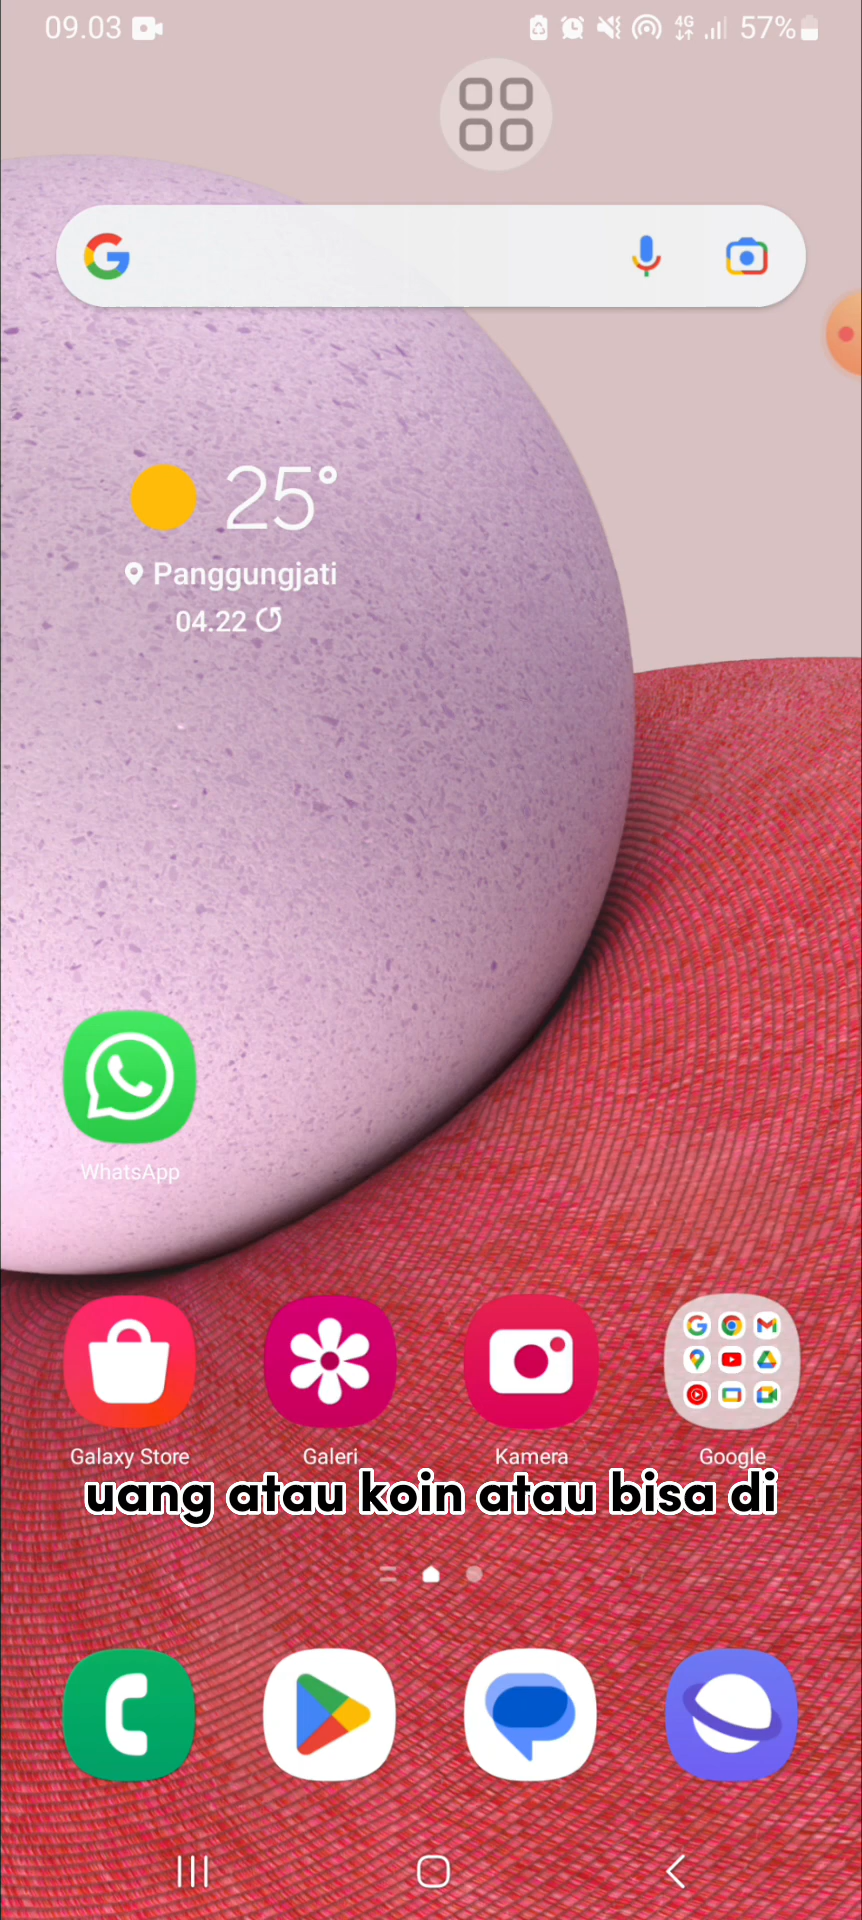 09.03
4G
57%
25°
Panggungjati
04.22
WhatsApp
Galaxy Store
Galeri
Kamera
Google
uang atau koin atau bisa di